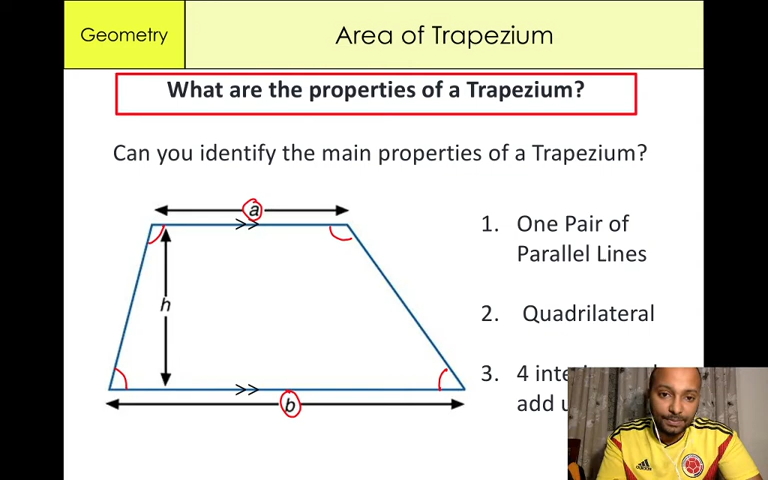 Geometry
Area of Trapezium
What are the properties of a Trapezium?
Can you identify the main properties of a Trapezium?
a
1. One Pair of
Parallel Lines
h
2. Quadrilateral
3. 4
add
b
adidas